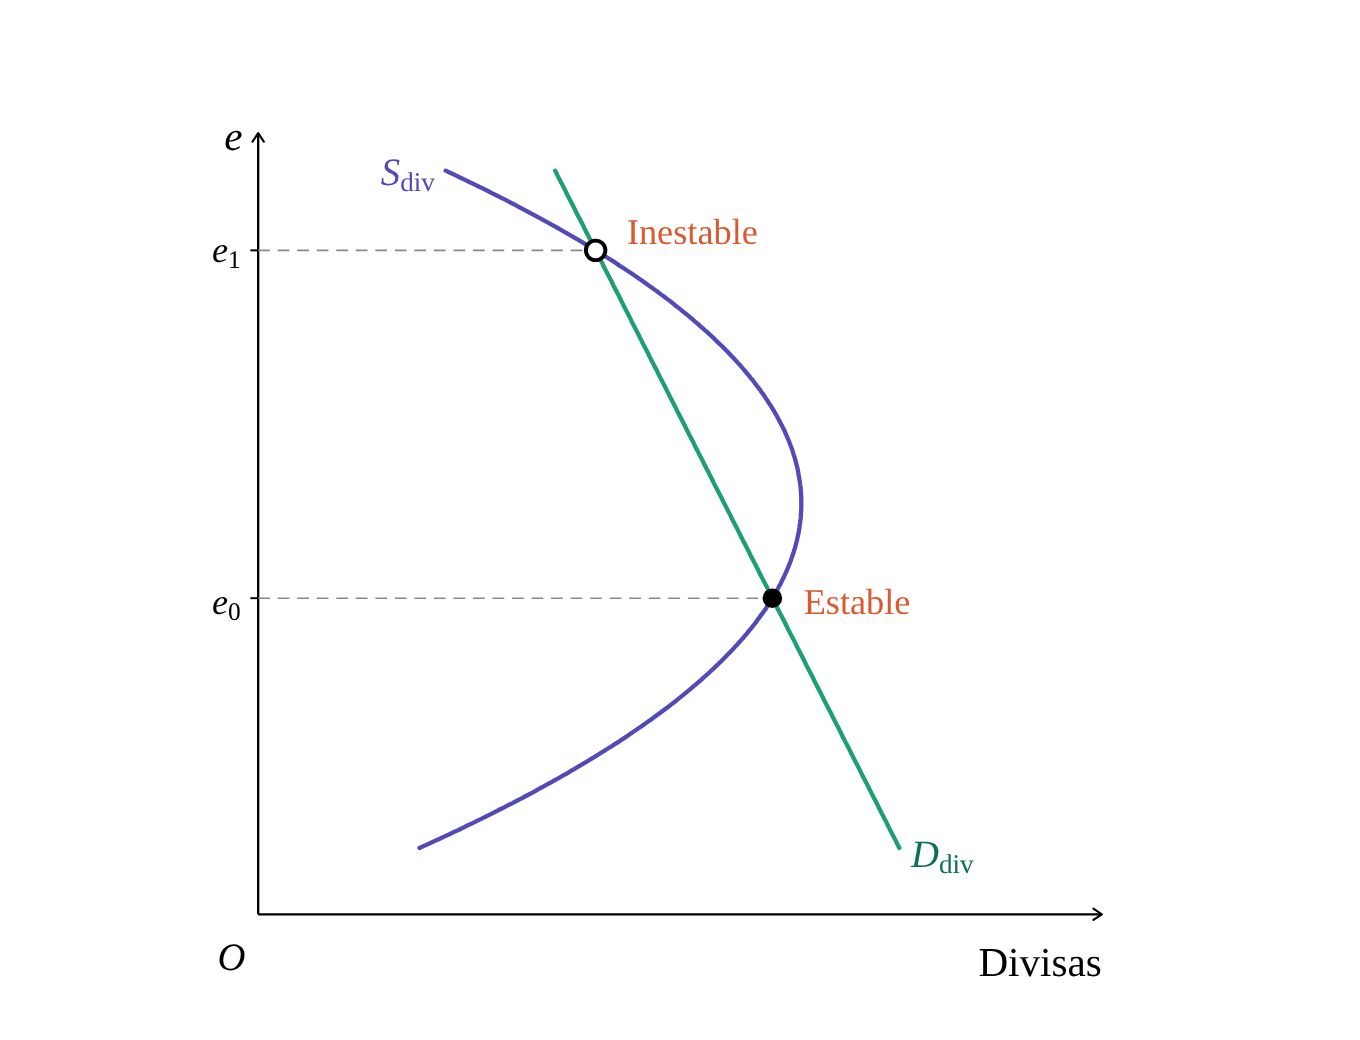 e
S_div
Inestable
e_1
e_0
Estable
D_div
O
Divisas